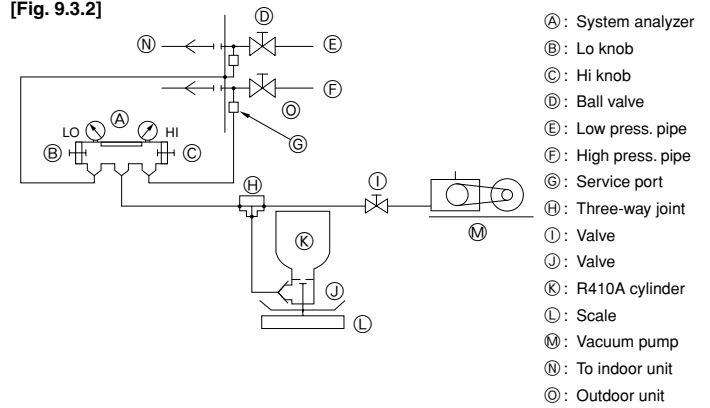 [Fig. 9.3.2]
Ⓝ
Ⓓ
Ⓔ
Ⓕ
Ⓞ
Ⓖ
LO
Ⓐ
HI
Ⓑ
Ⓒ
Ⓗ
Ⓘ
Ⓚ
Ⓜ
Ⓙ
Ⓛ
Ⓐ: System analyzer
Ⓑ: Lo knob
Ⓒ: Hi knob
Ⓓ: Ball valve
Ⓔ: Low press. pipe
Ⓕ: High press. pipe
Ⓖ: Service port
Ⓗ: Three-way joint
Ⓘ: Valve
Ⓙ: Valve
Ⓚ: R410A cylinder
Ⓛ: Scale
Ⓜ: Vacuum pump
Ⓝ: To indoor unit
Ⓞ: Outdoor unit